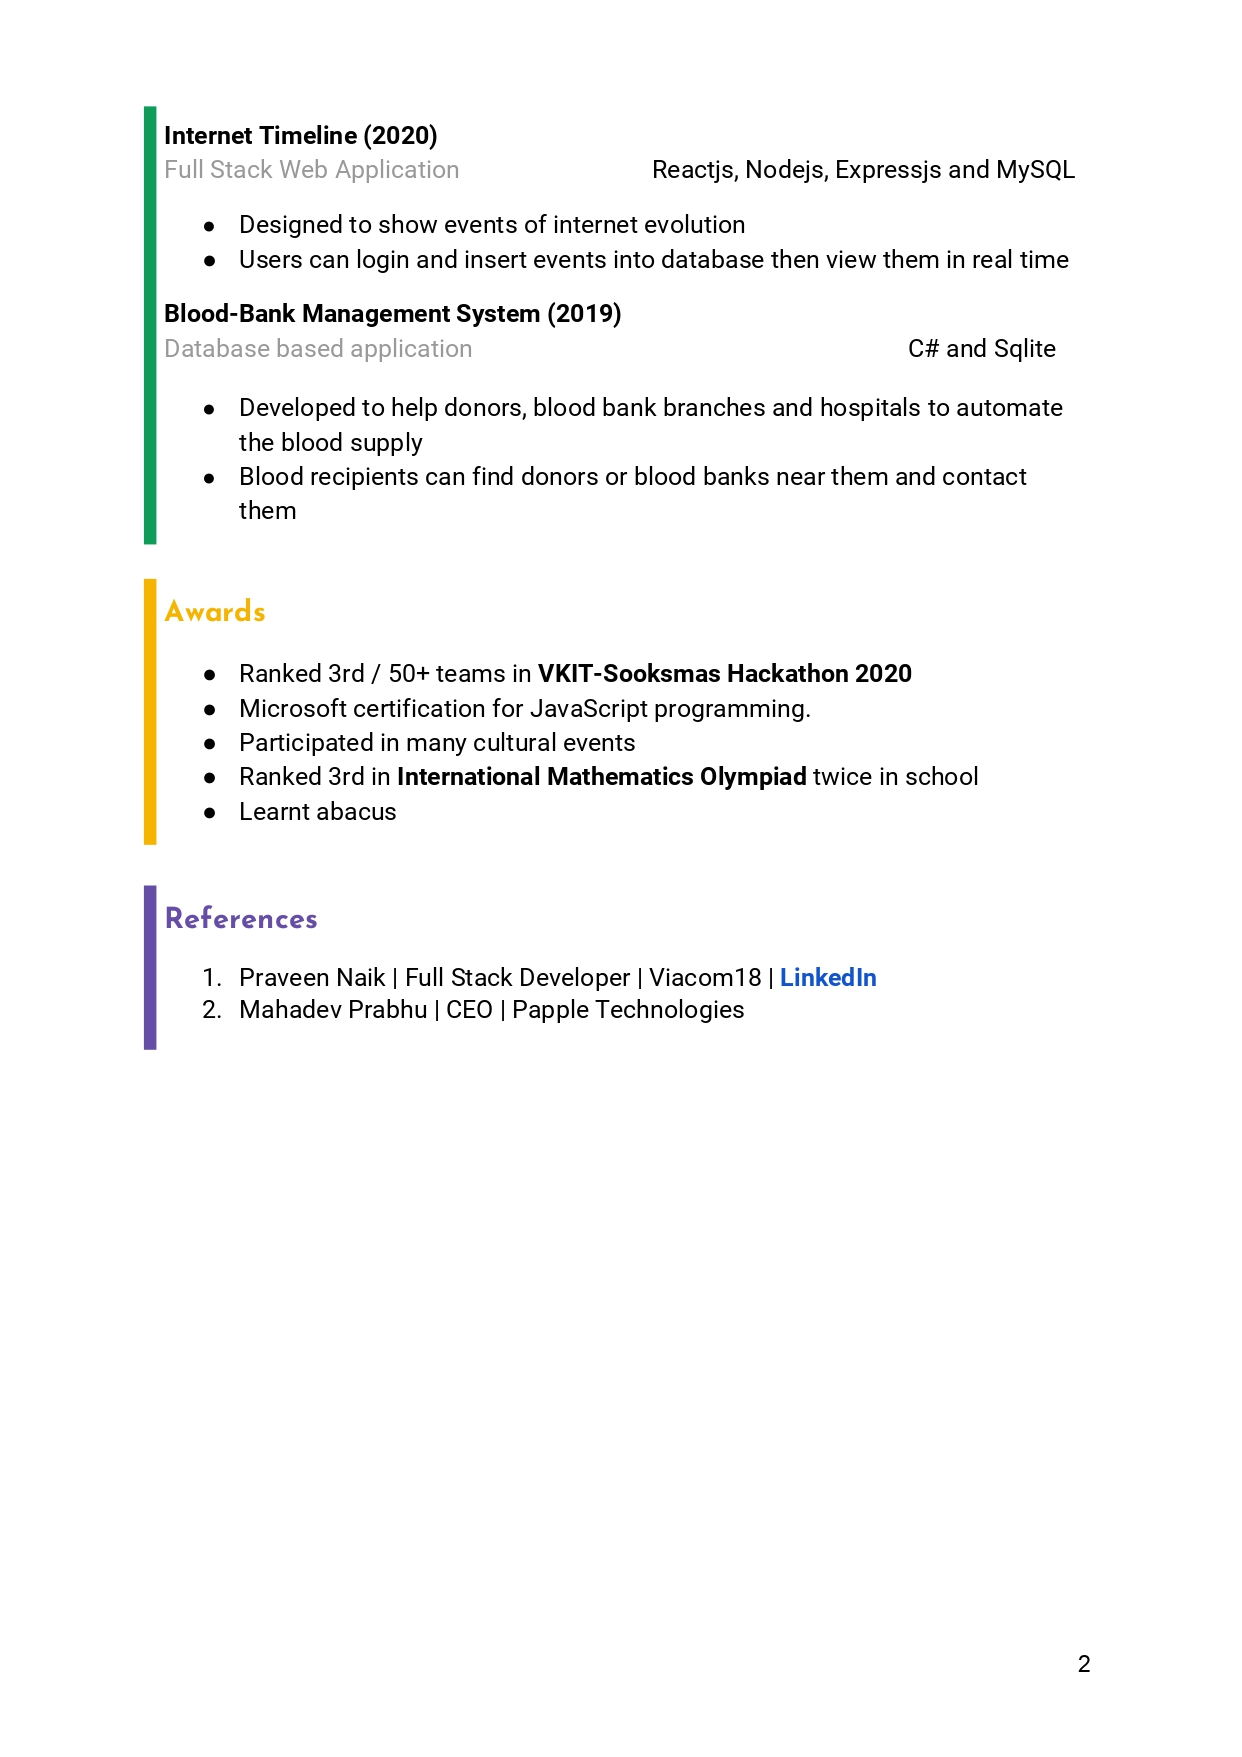 Internet Timeline (2020)
Full Stack Web Application Reactjs, Nodejs, Expressjs and MySQL
● Designed to show events of internet evolution
● Users can login and insert events into database then view them in real time
Blood-Bank Management System (2019)
Database based application C# and Sqlite
● Developed to help donors, blood bank branches and hospitals to automate
the blood supply
● Blood recipients can find donors or blood banks near them and contact
them
Awards
● Ranked 3rd / 50+ teams in VKIT-Sooksmas Hackathon 2020
● Microsoft certification for JavaScript programming.
● Participated in many cultural events
● Ranked 3rd in International Mathematics Olympiad twice in school
● Learnt abacus
References
1. Praveen Naik | Full Stack Developer | Viacom18 | LinkedIn
2. Mahadev Prabhu | CEO | Papple Technologies
2